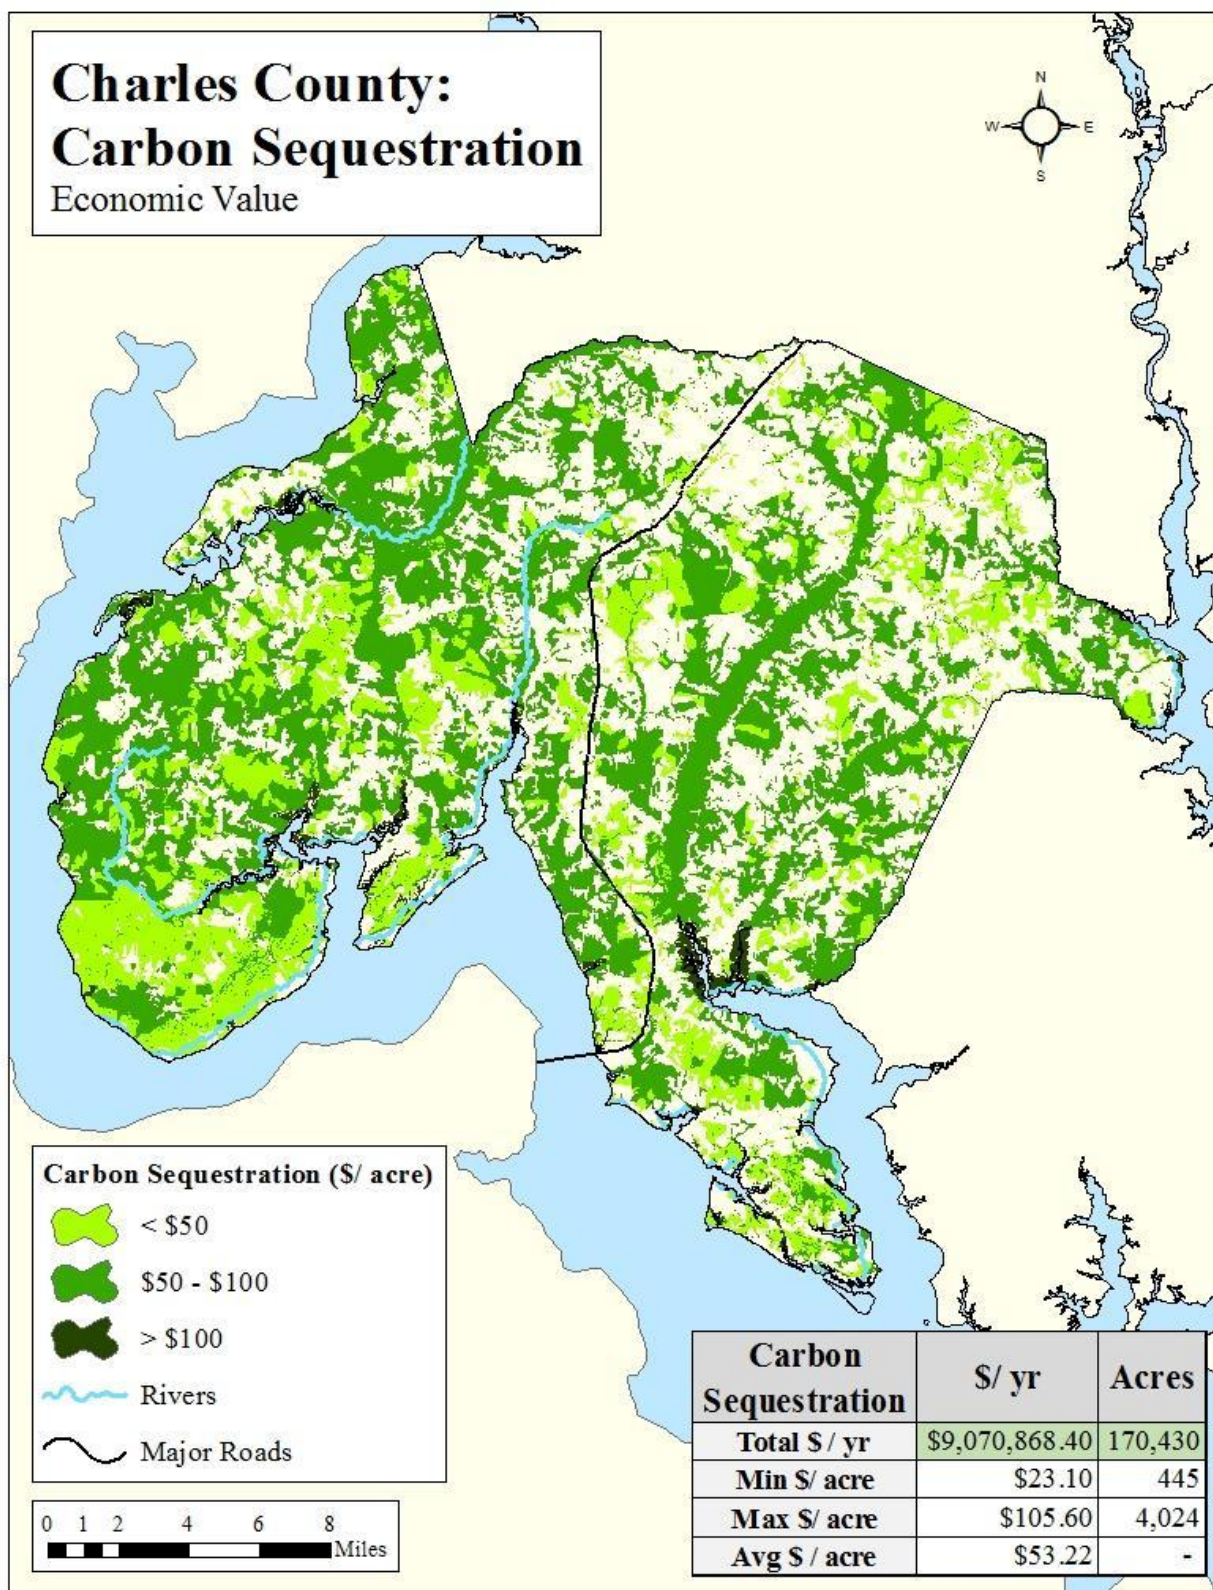 Charles County:
Carbon Sequestration
Economic Value
N
W E
S
Carbon Sequestration ($/ acre)
< $50
$50 - $100
> $100
Rivers
Major Roads
0 1 2 4 6 8
Miles
Carbon Sequestration $/ yr Acres
Total $ / yr $9,070,868.40 170,430
Min $/ acre $23.10 445
Max $/ acre $105.60 4,024
Avg $ / acre $53.22 -